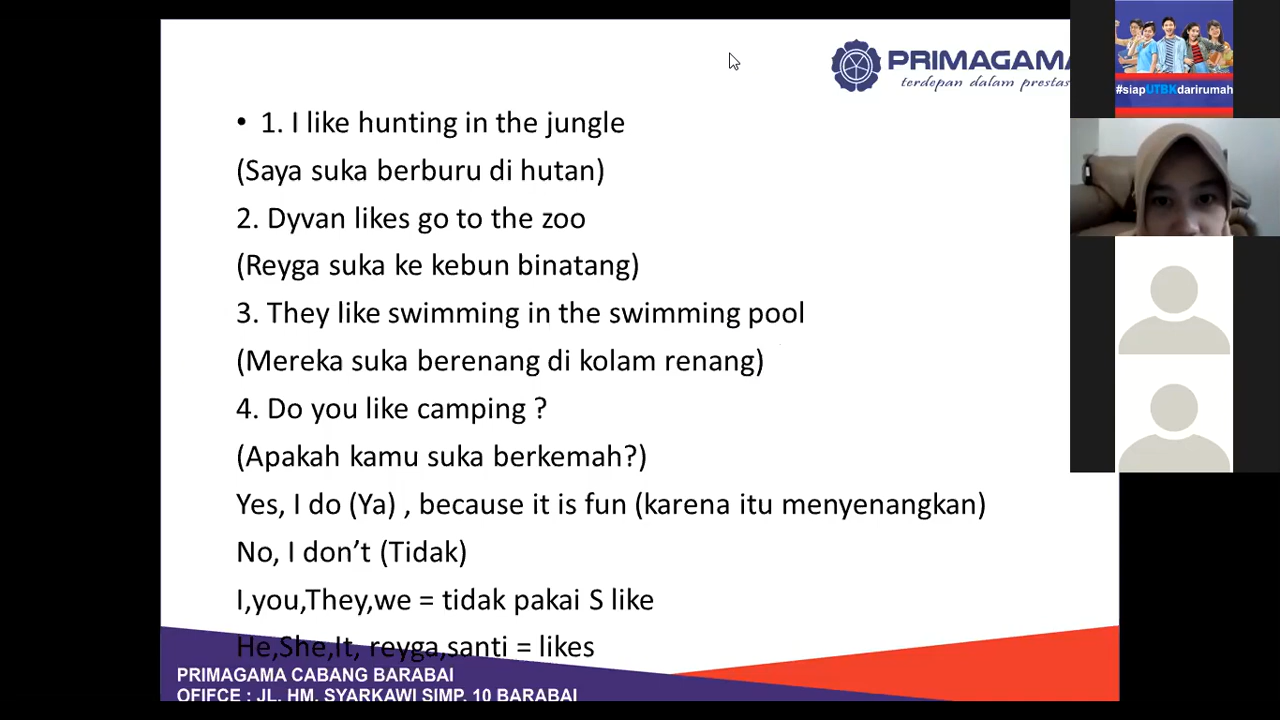 PRIMAGAMA
terdepan dalam prestas
#siapUTBKdarirumah
• 1. I like hunting in the jungle
(Saya suka berburu di hutan)
2. Dyvan likes go to the zoo
(Reyga suka ke kebun binatang)
3. They like swimming in the swimming pool
(Mereka suka berenang di kolam renang)
4. Do you like camping ?
(Apakah kamu suka berkemah?)
Yes, I do (Ya) , because it is fun (karena itu menyenangkan)
No, I don’t (Tidak)
I,you,They,we = tidak pakai S like
He,She,It, reyga,santi = likes
PRIMAGAMA CABANG BARABAI
OFIFCE : JL. HM. SYARKAWI SIMP. 10 BARABAI